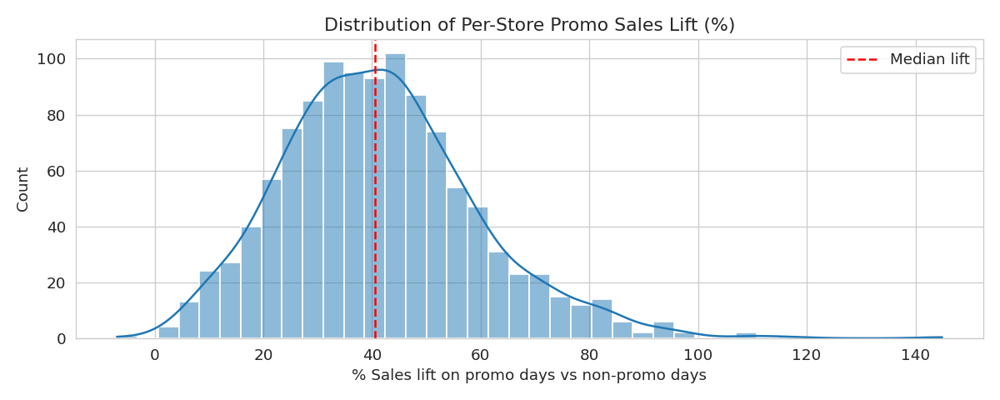 Distribution of Per-Store Promo Sales Lift (%)
Median lift
Count
100
80
60
40
20
0
0 20 40 60 80 100 120 140
% Sales lift on promo days vs non-promo days